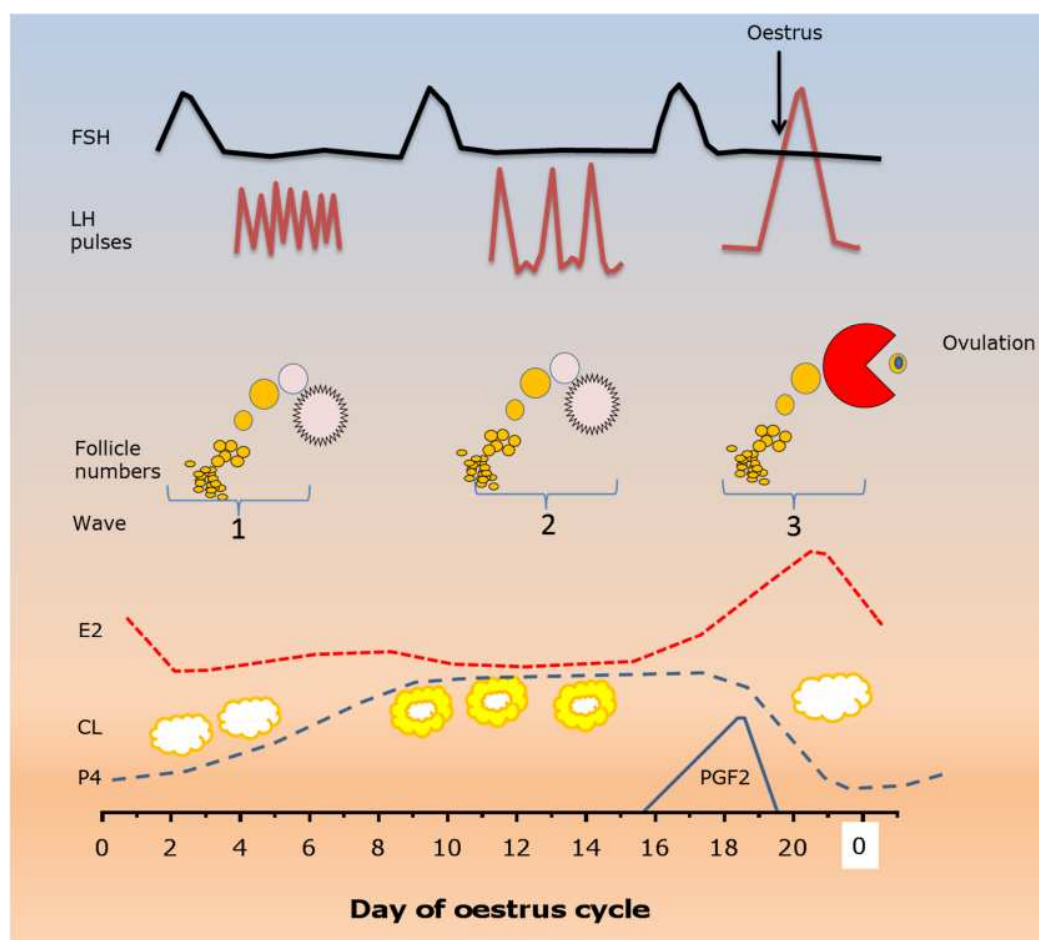 Oestrus
FSH
LH
pulses
Ovulation
Follicle
numbers
Wave
1
2
3
E2
CL
P4
PGF2
0 2 4 6 8 10 12 14 16 18 20 0
Day of oestrus cycle